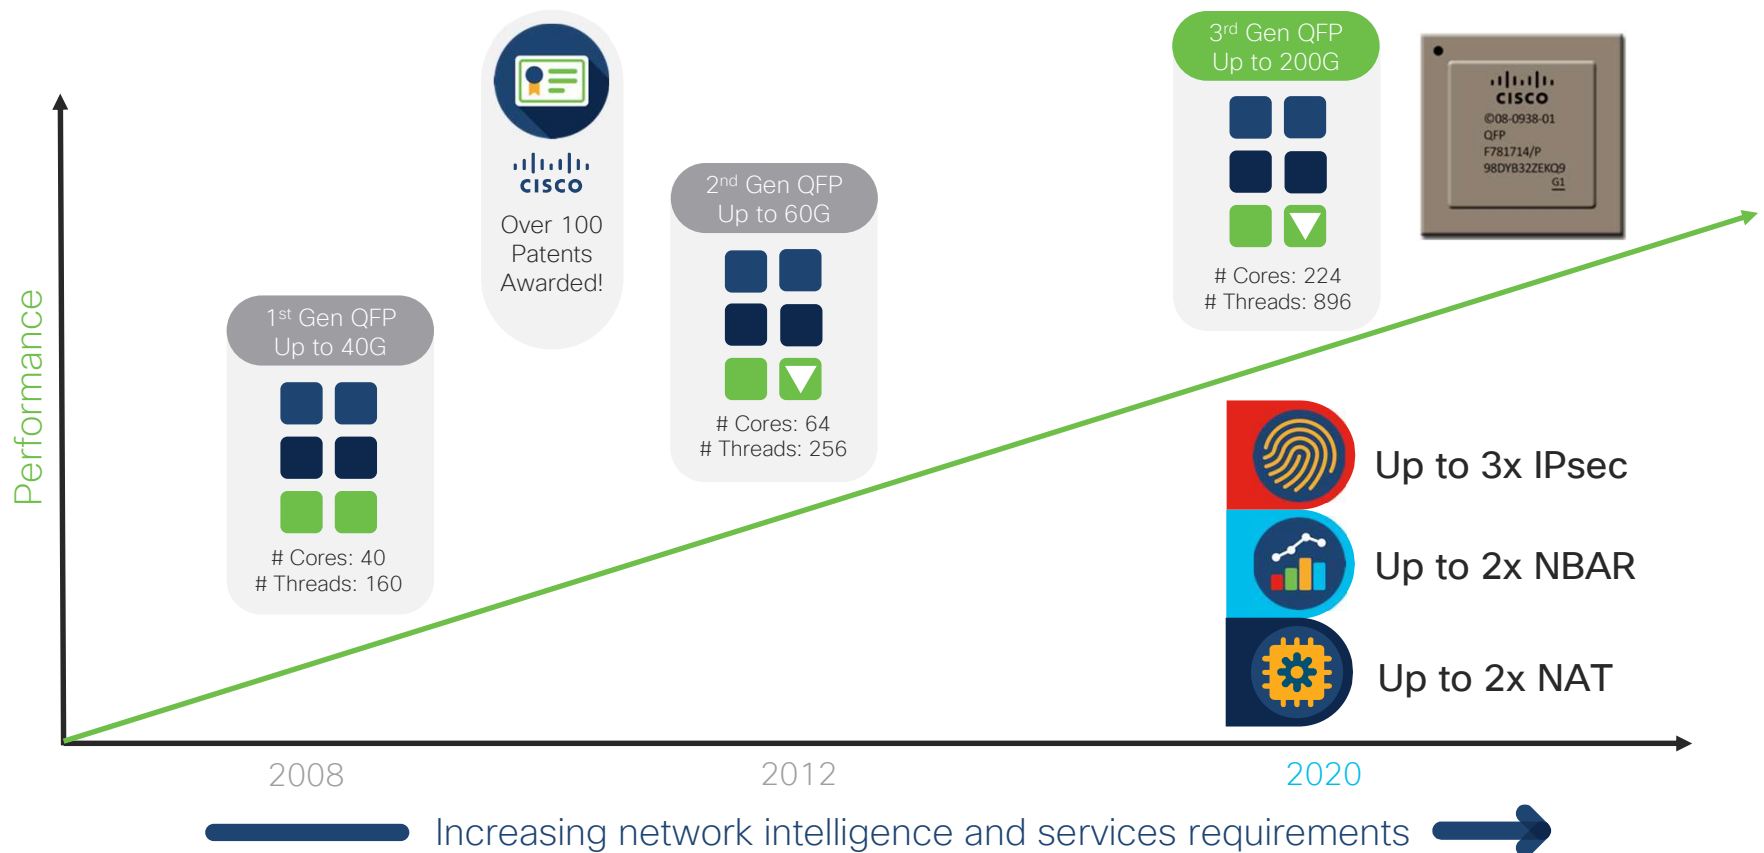 Performance
1st Gen QFP
Up to 40G
# Cores: 40
# Threads: 160
CISCO
Over 100
Patents
Awarded!
2nd Gen QFP
Up to 60G
# Cores: 64
# Threads: 256
3rd Gen QFP
Up to 200G
# Cores: 224
# Threads: 896
CISCO
©08-0938-01
QFP
F781714/P
98DYB32ZEKQ9
G1
Up to 3x IPsec
Up to 2x NBAR
Up to 2x NAT
2008
2012
2020
Increasing network intelligence and services requirements